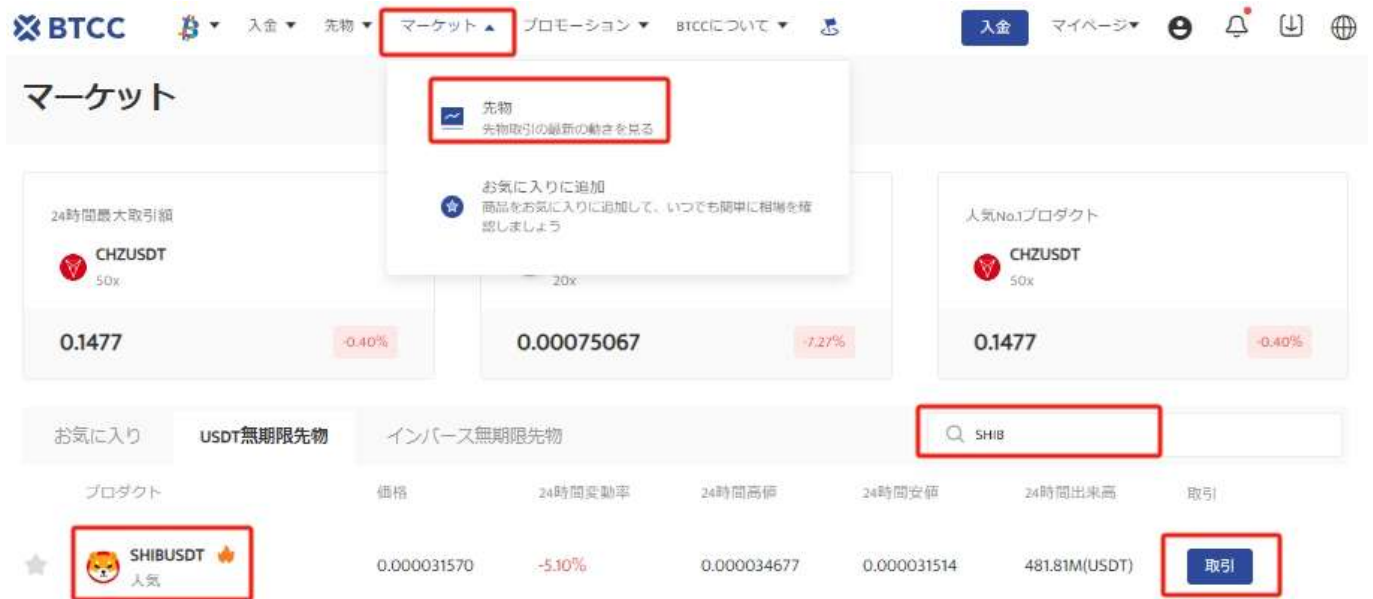 BTCC
入金 ▼
先物 ▼
マーケット ▲
プロモーション ▼
BTCCについて ▼
入金
マイページ▼
マーケット
先物
先物取引の最新の動きを見る
お気に入りに追加
商品をお気に入りに追加して、いつでも簡単に相場を確
認しましょう
24時間最大取引額
CHZUSDT
50x
0.1477
-0.40%
20x
0.00075067
-7.27%
人気No.1プロダクト
CHZUSDT
50x
0.1477
-0.40%
お気に入り
USDT無期限先物
インバース無期限先物
SHIB
プロダクト
価格
24時間変動率
24時間高値
24時間安値
24時間出来高
取引
SHIBUSDT
人気
0.000031570
-5.10%
0.000034677
0.000031514
481.81M(USDT)
取引